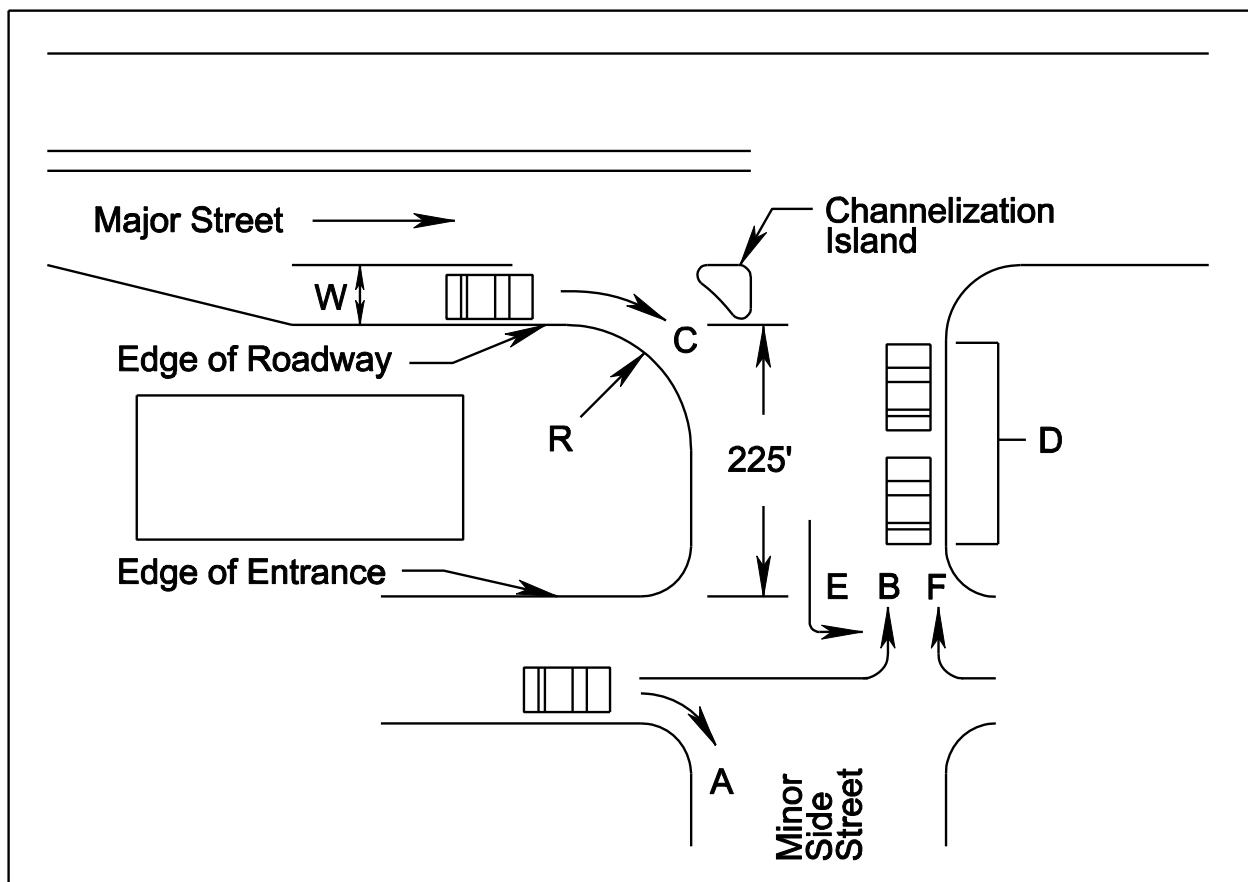 Major Street
Channelization
Island
W
C
Edge of Roadway
R
225'
D
Edge of Entrance
E B F
A
Minor
Side
Street